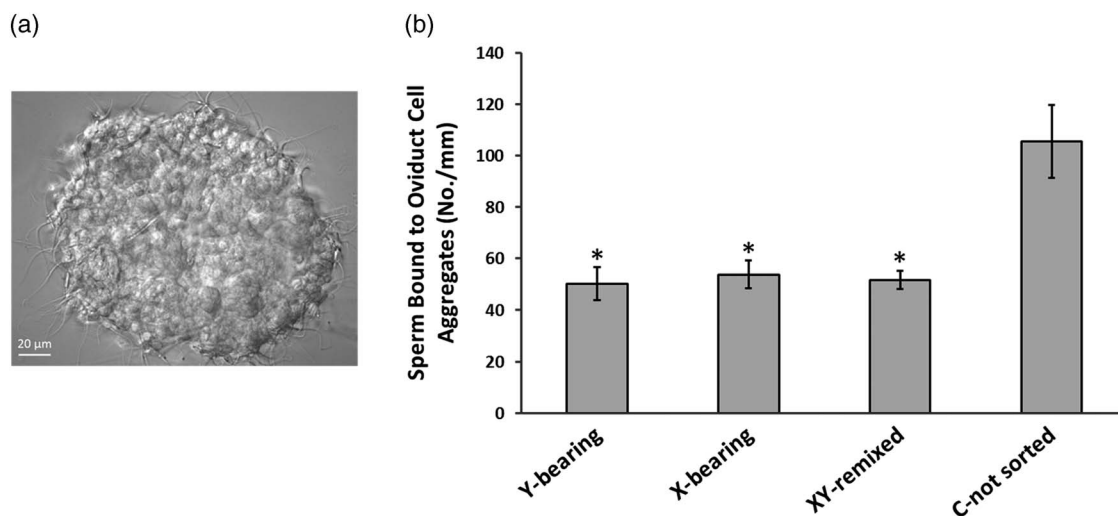 (a)
20 µm
(b)
Sperm Bound to Oviduct Cell
Aggregates (No./mm)
140
120
100
80
60
40
20
0
*
*
*
Y-bearing
X-bearing
XY-remixed
C-not sorted